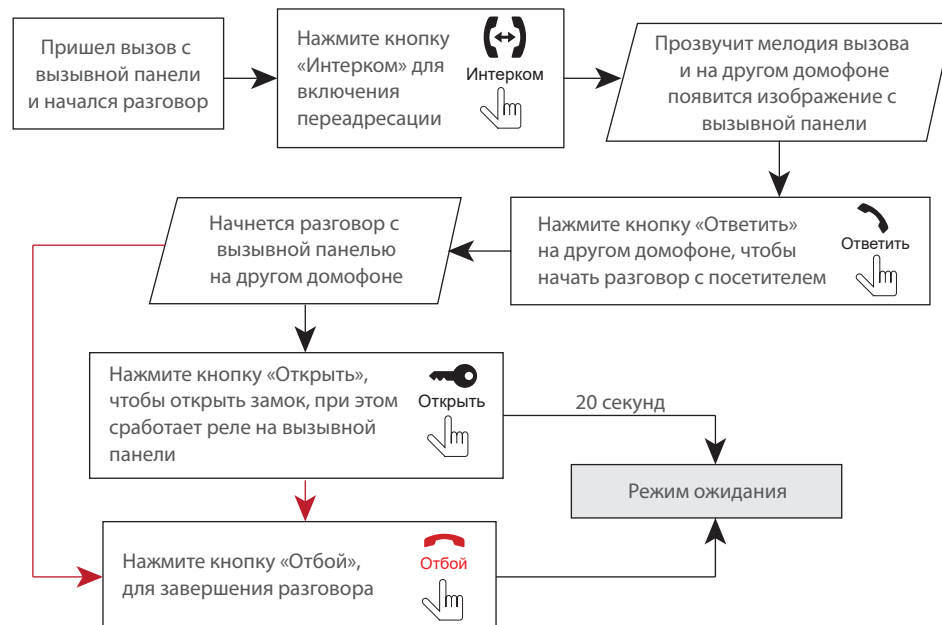 Пришел вызов с
вызывной панели
и начался разговор
Нажмите кнопку
«Интерком» для
включения
переадресации
Интерком
Прозвучит мелодия вызова
и на другом домофоне
появится изображение с
вызывной панели
Начнется разговор с
вызывной панелью
на другом домофоне
Нажмите кнопку «Ответить»
на другом домофоне, чтобы
начать разговор с посетителем
Ответить
Нажмите кнопку «Открыть»,
чтобы открыть замок, при этом
сработает реле на вызывной
панели
Открыть
20 секунд
Режим ожидания
Нажмите кнопку «Отбой»,
для завершения разговора
Отбой